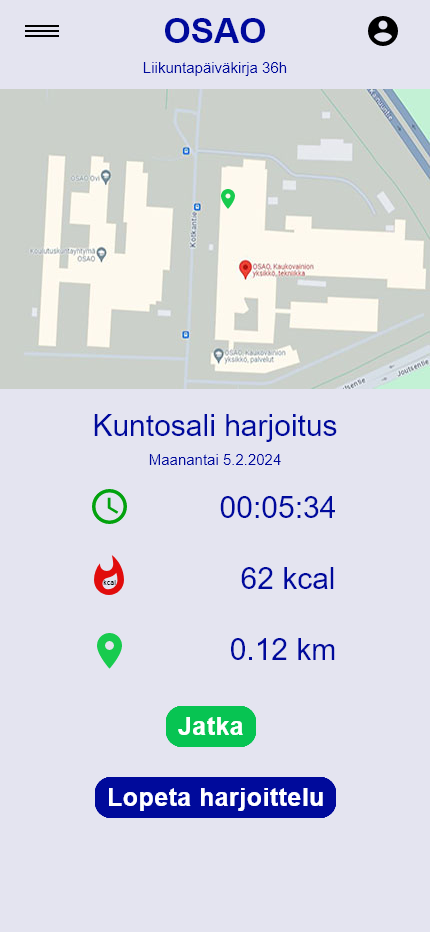 OSAO
Liikuntapäiväkirja 36h
OSAO Ovi
Kotkantie
Koulutuskuntayhtymä
OSAO
OSAO, Kaukovainion
yksikkö, tekniikka
OSAO, Kaukovainion
yksikkö, palvelut
Joutsentie
Joutsentie
Kuntosali harjoitus
Maanantai 5.2.2024
00:05:34
kcal
62 kcal
0.12 km
Jatka
Lopeta harjoittelu